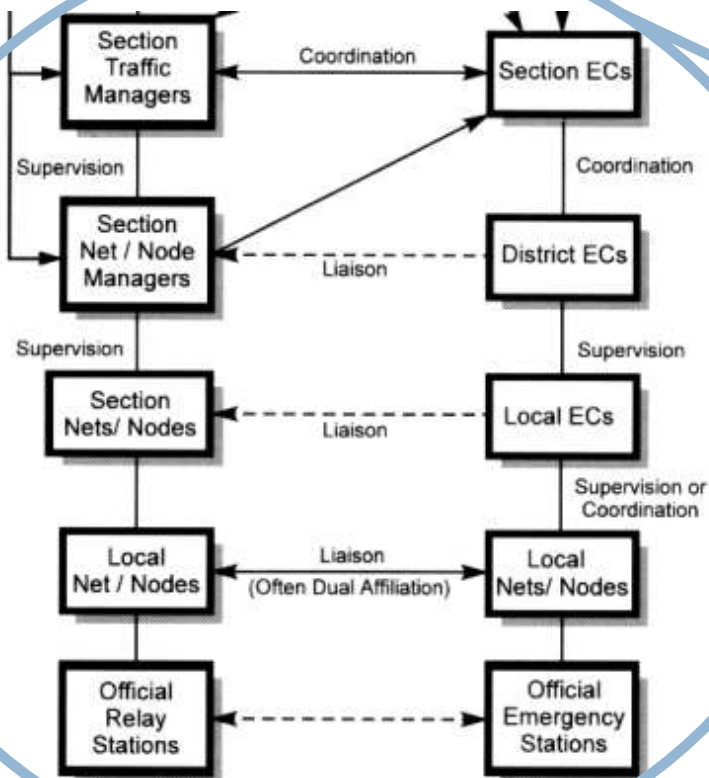 Section
Traffic
Managers
Coordination
Section ECs
Supervision
Coordination
Section
Net / Node
Managers
Liaison
District ECs
Supervision
Supervision
Section
Nets/ Nodes
Liaison
Local ECs
Supervision or
Coordination
Local
Net / Nodes
Liaison
(Often Dual Affiliation)
Local
Nets/ Nodes
Official
Relay
Stations
Official
Emergency
Stations